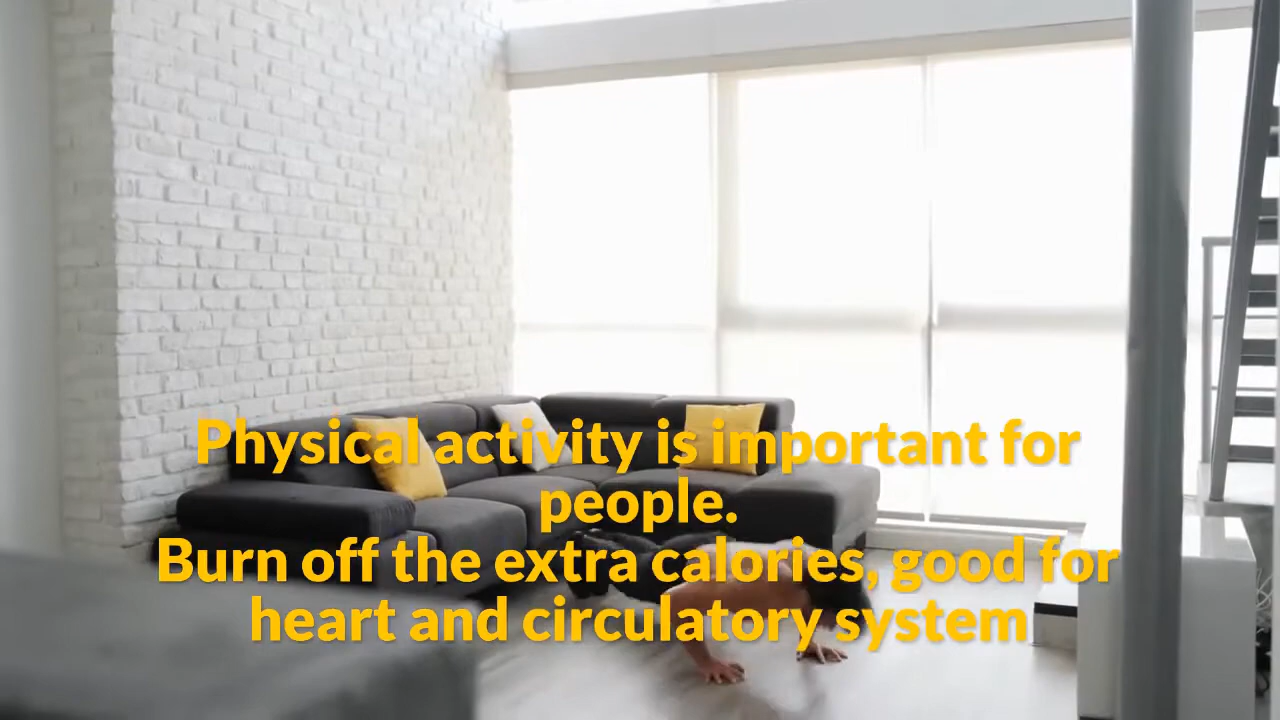 Physical activity is important for
people.
Burn off the extra calories, good for
heart and circulatory system